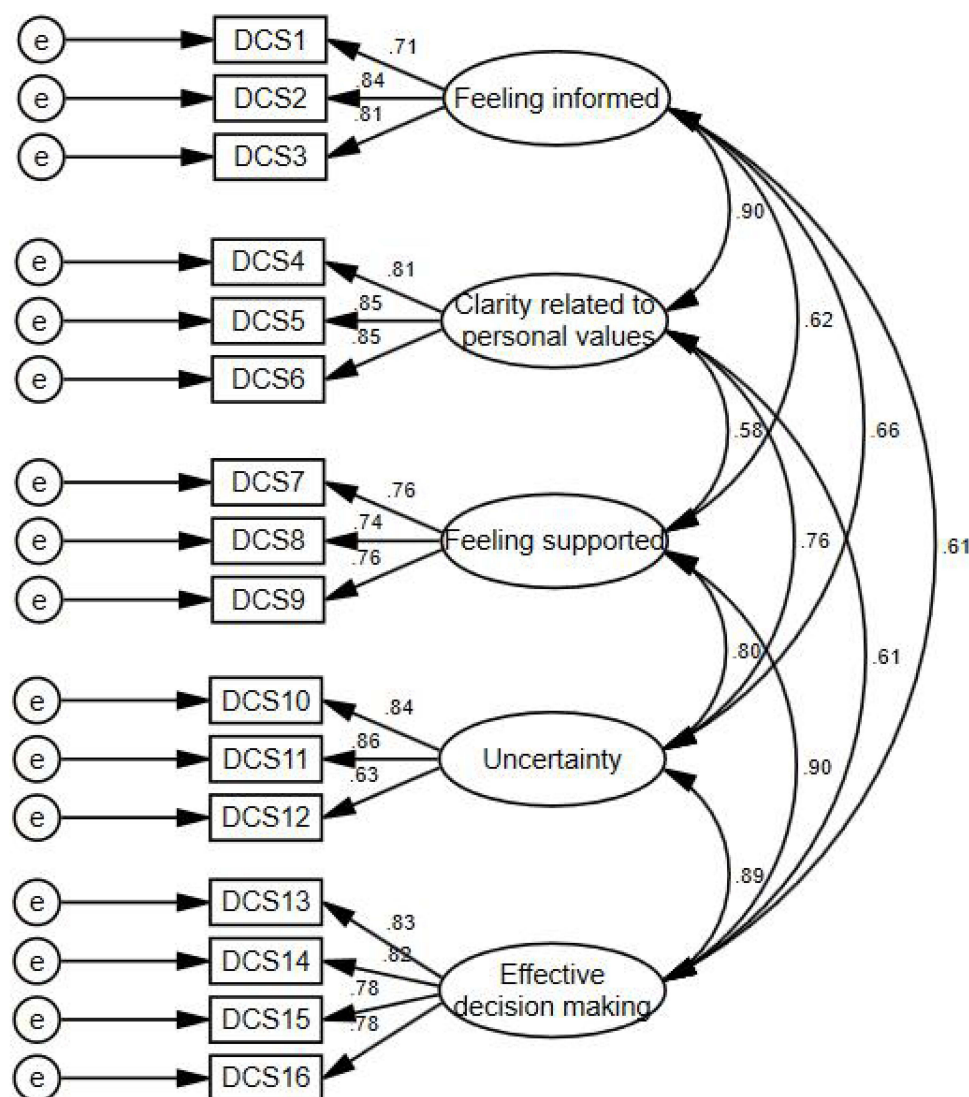 e
DCS1
.71
e
DCS2
.84
Feeling informed
e
DCS3
.81
.90
e
DCS4
.81
e
DCS5
.85
Clarity related to
personal values
e
DCS6
.85
.62
.58
.66
e
DCS7
.76
e
DCS8
.74
Feeling supported
e
DCS9
.76
.76
.61
.80
.61
e
DCS10
.84
e
DCS11
.86
Uncertainty
e
DCS12
.63
.90
.89
e
DCS13
.83
e
DCS14
.82
Effective
decision making
e
DCS15
.78
e
DCS16
.78